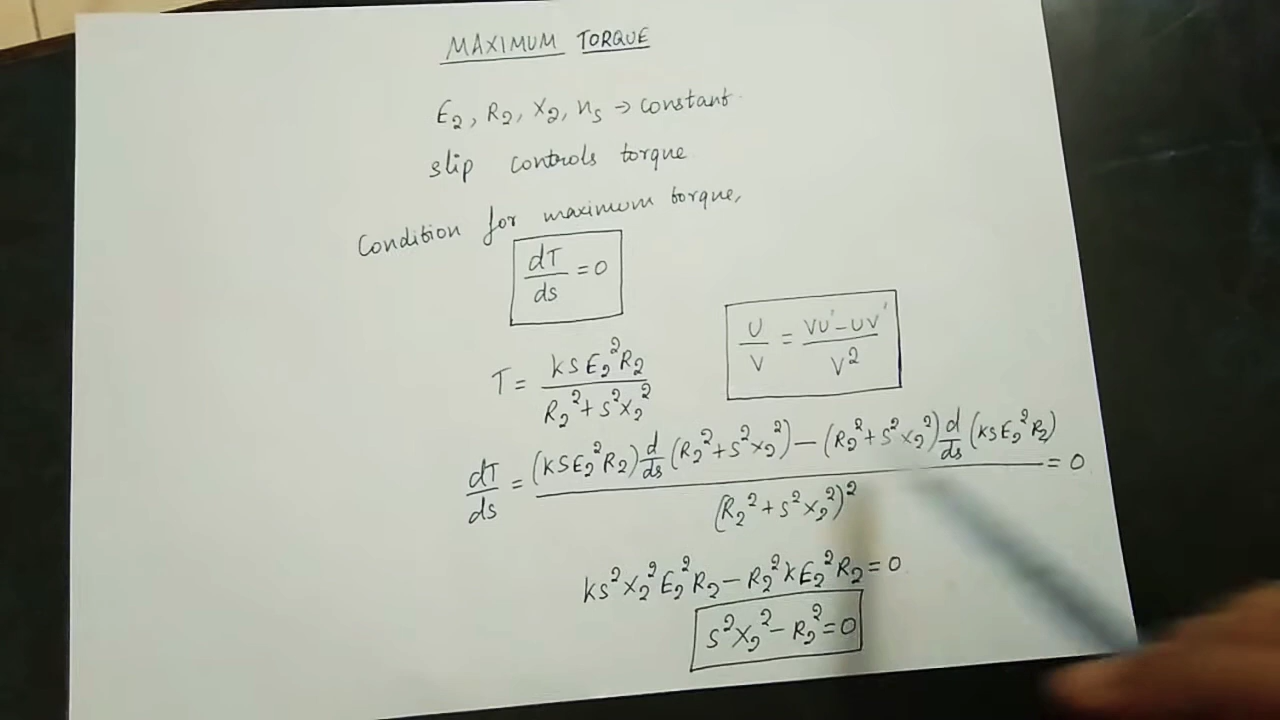 MAXIMUM TORQUE
E₂, R₂, X₂, nₛ → constant.
slip controls torque
Condition for maximum torque,
dT/ds = 0
U/V = (VU' - UV')/V²
T = (KSE₂²R₂)/(R₂² + s²x₂²)
dT/ds = ((KSE₂²R₂) d/ds (R₂² + s²x₂²) - (R₂² + s²x₂²) d/ds (KSE₂²R₂))/(R₂² + s²x₂²)² = 0
Ks²X₂²E₂²R₂ - R₂²KE₂²R₂ = 0
s²X₂² - R₂² = 0